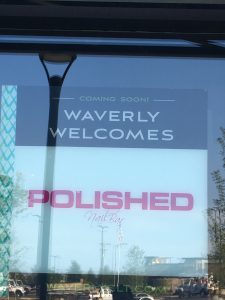 COMING SOON!
WAVERLY
WELCOMES
POLISHED
Nail Bar